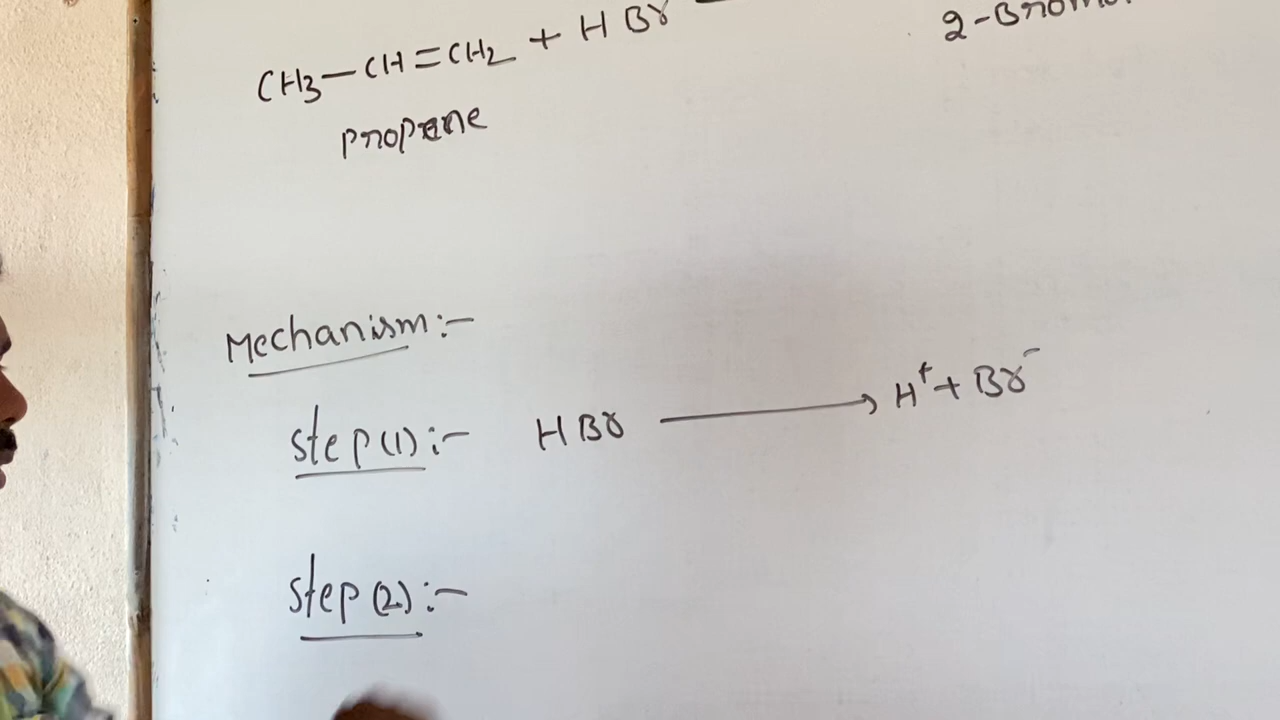 CH3—CH=CH2 + HBr
2-Bromo
propene
Mechanism:-
step(1):- HBr ⟶ H⁺ + Br⁻
step(2):-